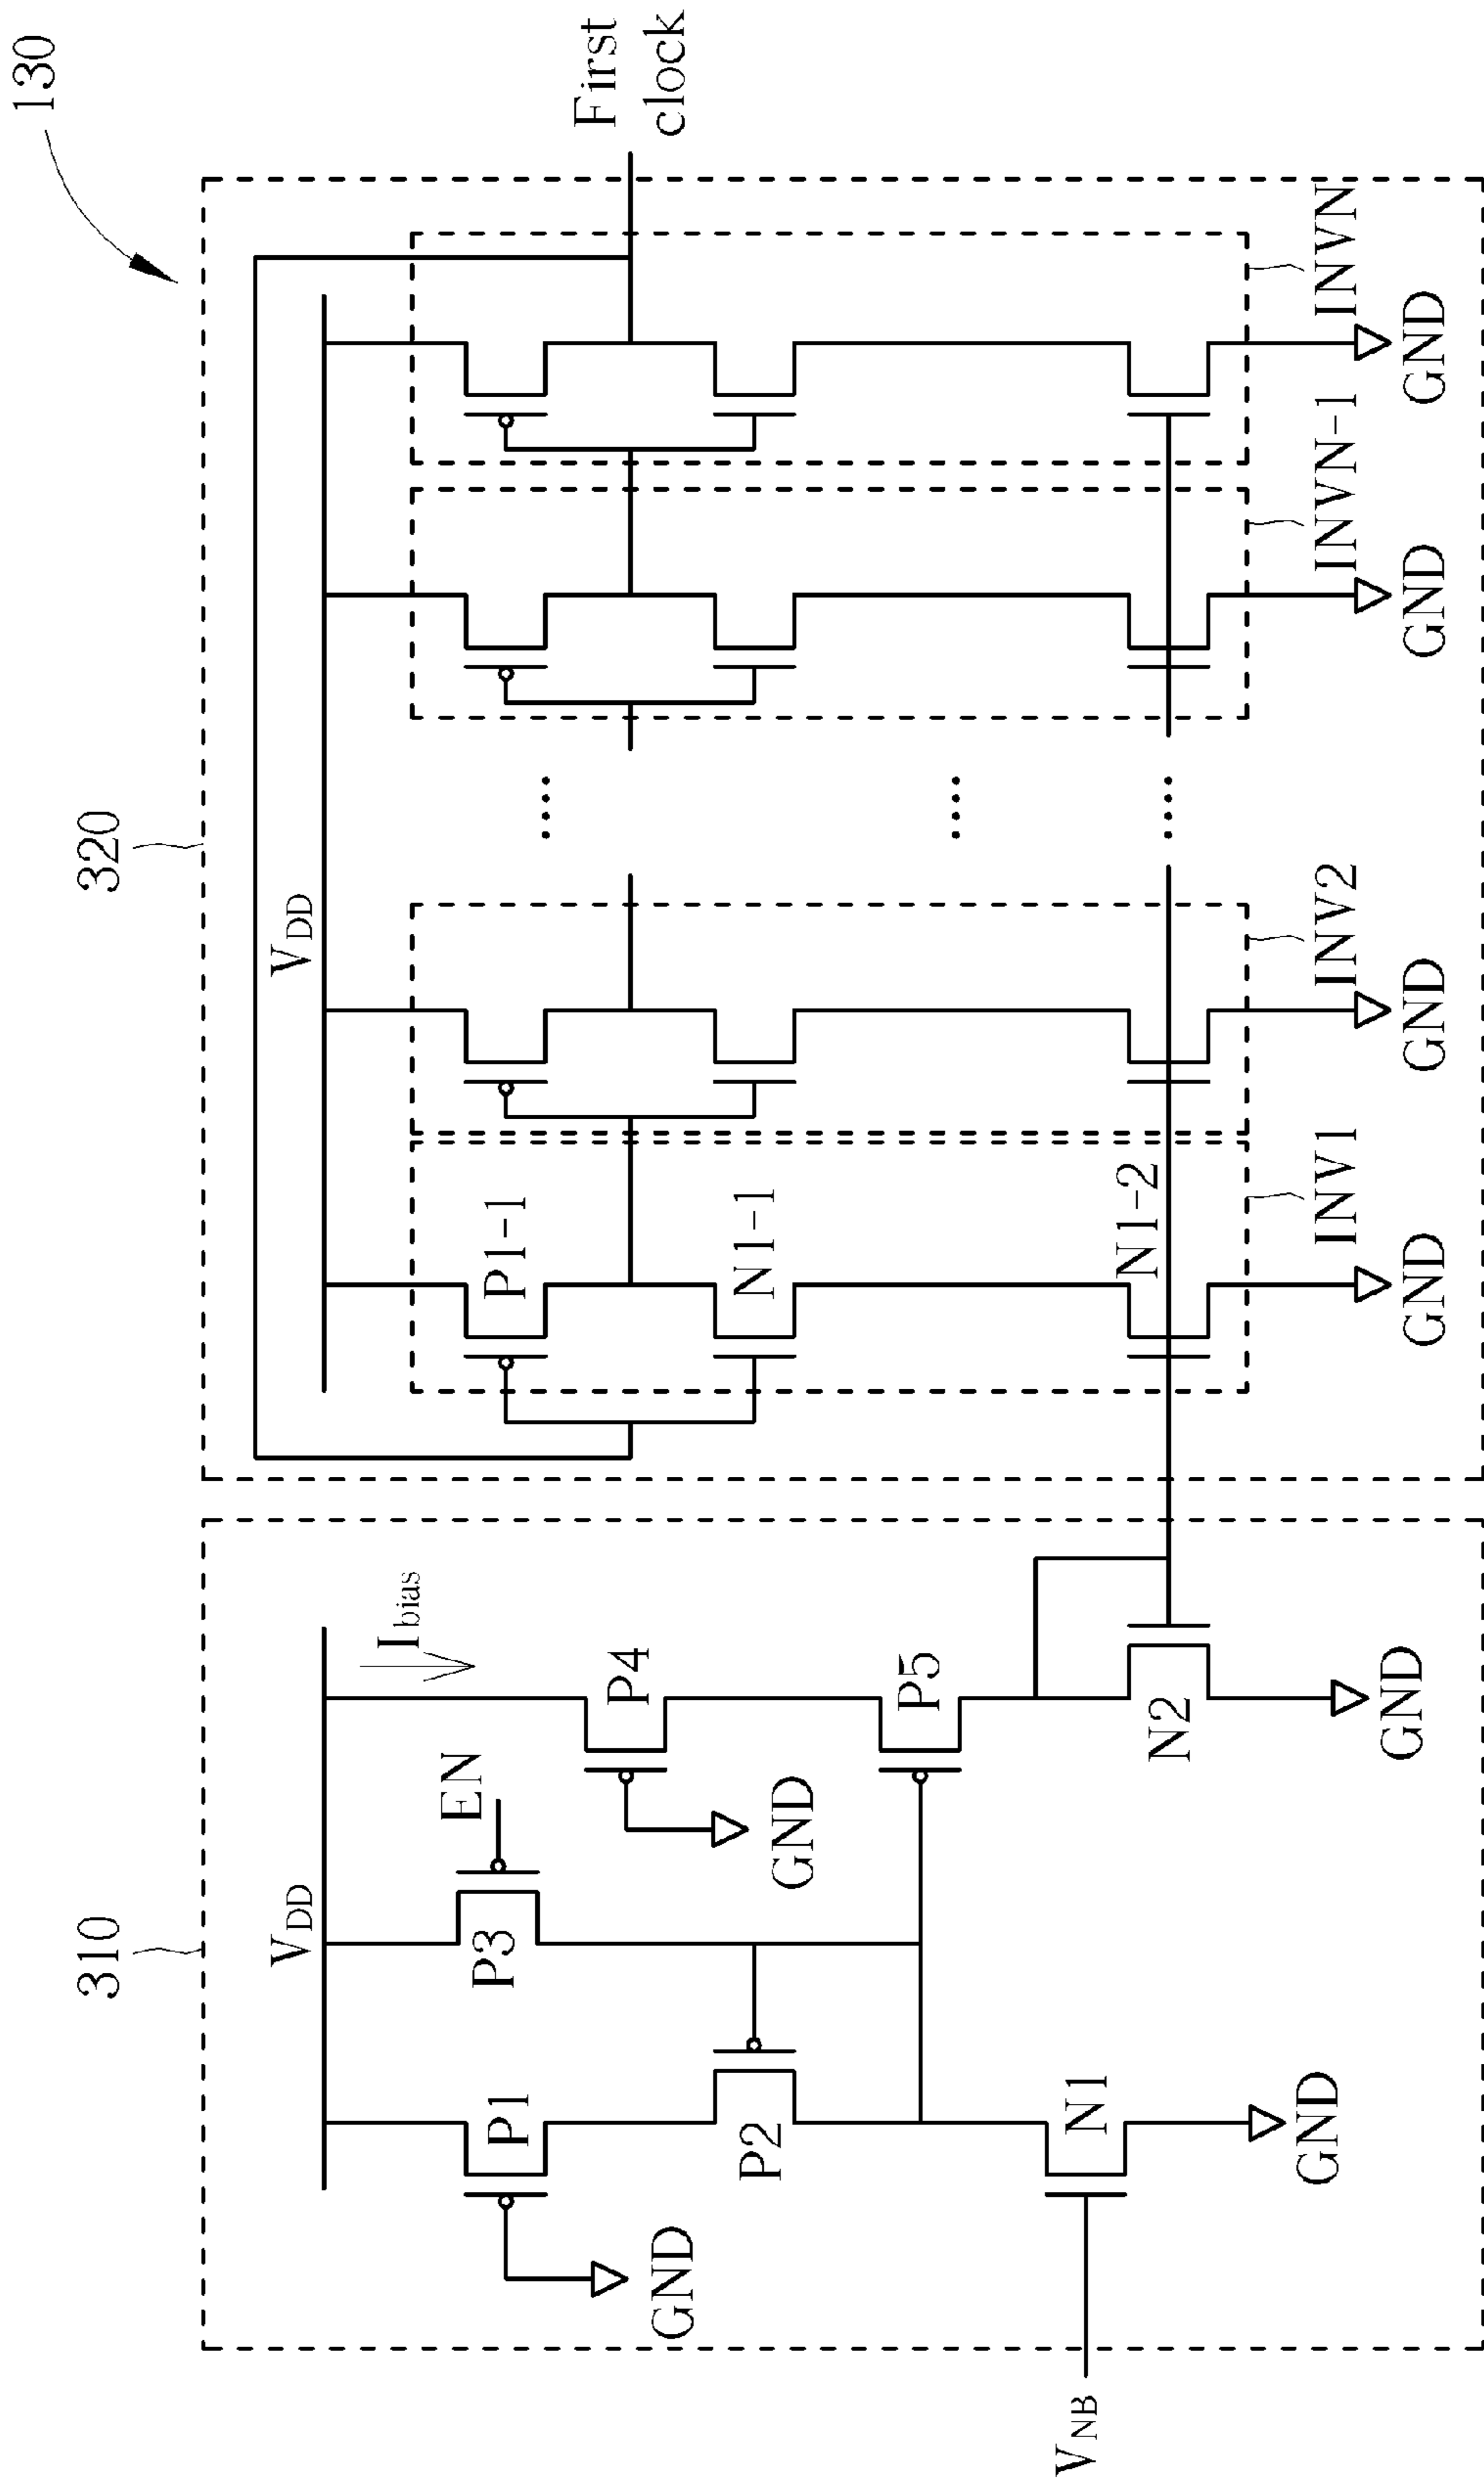 130
320
310
First
clock
VDD
VDD
Ibias
EN
P1
P3
P4
GND
P2
GND
P5
VNB
N1
N2
GND
GND
P1-1
N1-1
N1-2
INV1
INV2
INVN-1
INVN
GND
GND
GND
GND